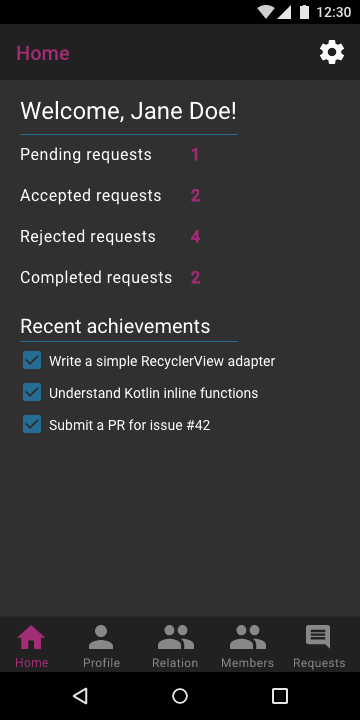 12:30
Home
Welcome, Jane Doe!
Pending requests 1
Accepted requests 2
Rejected requests 4
Completed requests 2
Recent achievements
Write a simple RecyclerView adapter
Understand Kotlin inline functions
Submit a PR for issue #42
Home Profile Relation Members Requests